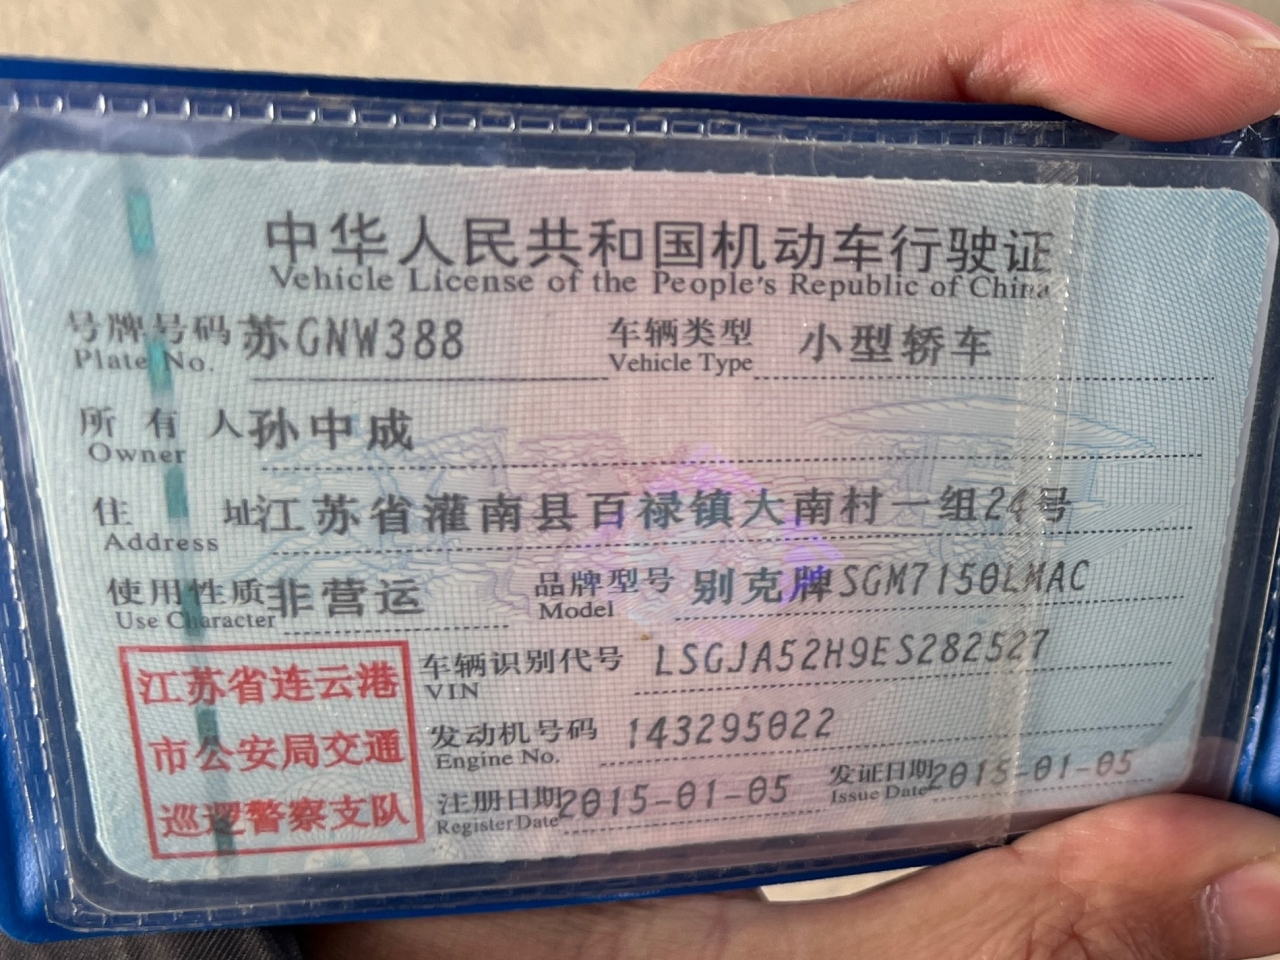 中华人民共和国机动车行驶证
Vehicle License of the People's Republic of China
号牌号码 苏GNW388 车辆类型 小型轿车
Plate No. Vehicle Type
所有人 孙中成
Owner
住址 江苏省灌南县百禄镇大南村一组24号
Address
使用性质 非营运 品牌型号 别克牌SGM7150LMAC
Use Character Model
江苏省连云港
市公安局交通
巡逻警察支队
车辆识别代号 LSGJA52H9ES282527
VIN
发动机号码 143295022
Engine No.
注册日期 2015-01-05 发证日期 2015-01-05
Register Date Issue Date